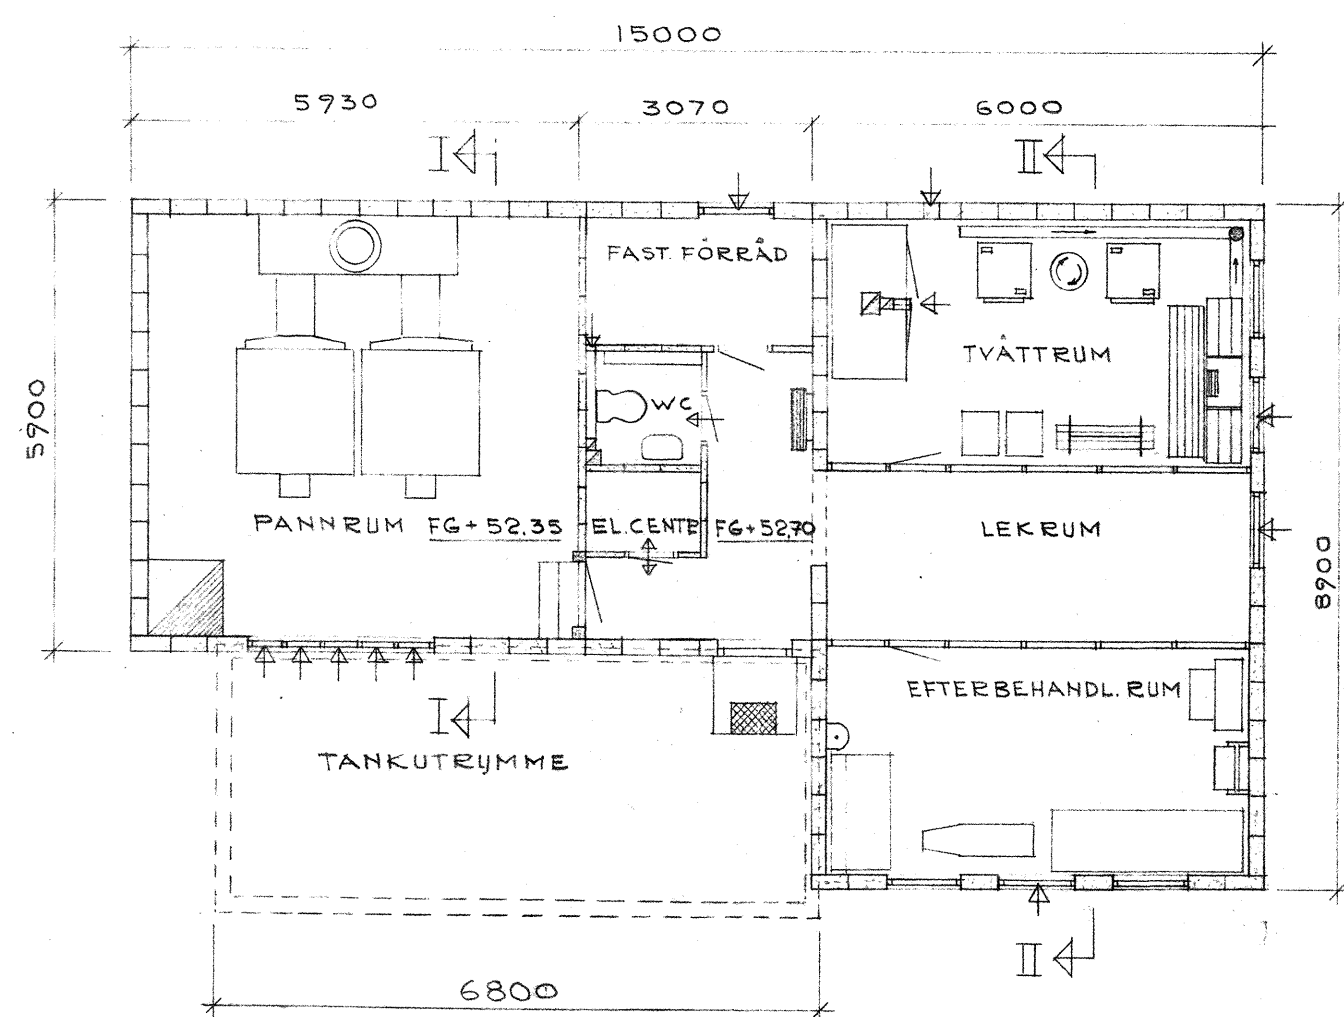 15000
5930
3070
6000
I
II
FAST. FÖRRÅD
TVÄTTRUM
WC
5900
PANNRUM
FG+52,35
EL.CENTR
FG+52,70
LEKRUM
8900
EFTERBEHANDL. RUM
I
TANKUTRYMME
II
6800